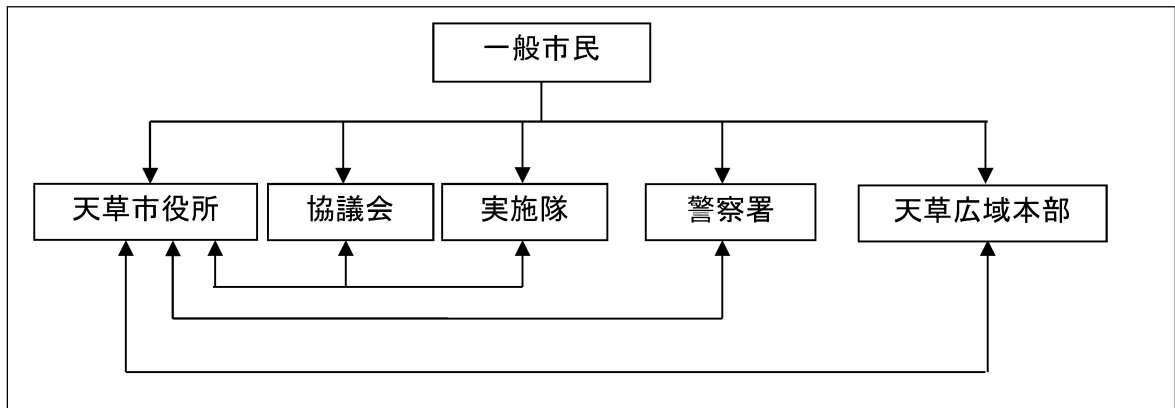 一般市民
天草市役所
協議会
実施隊
警察署
天草広域本部